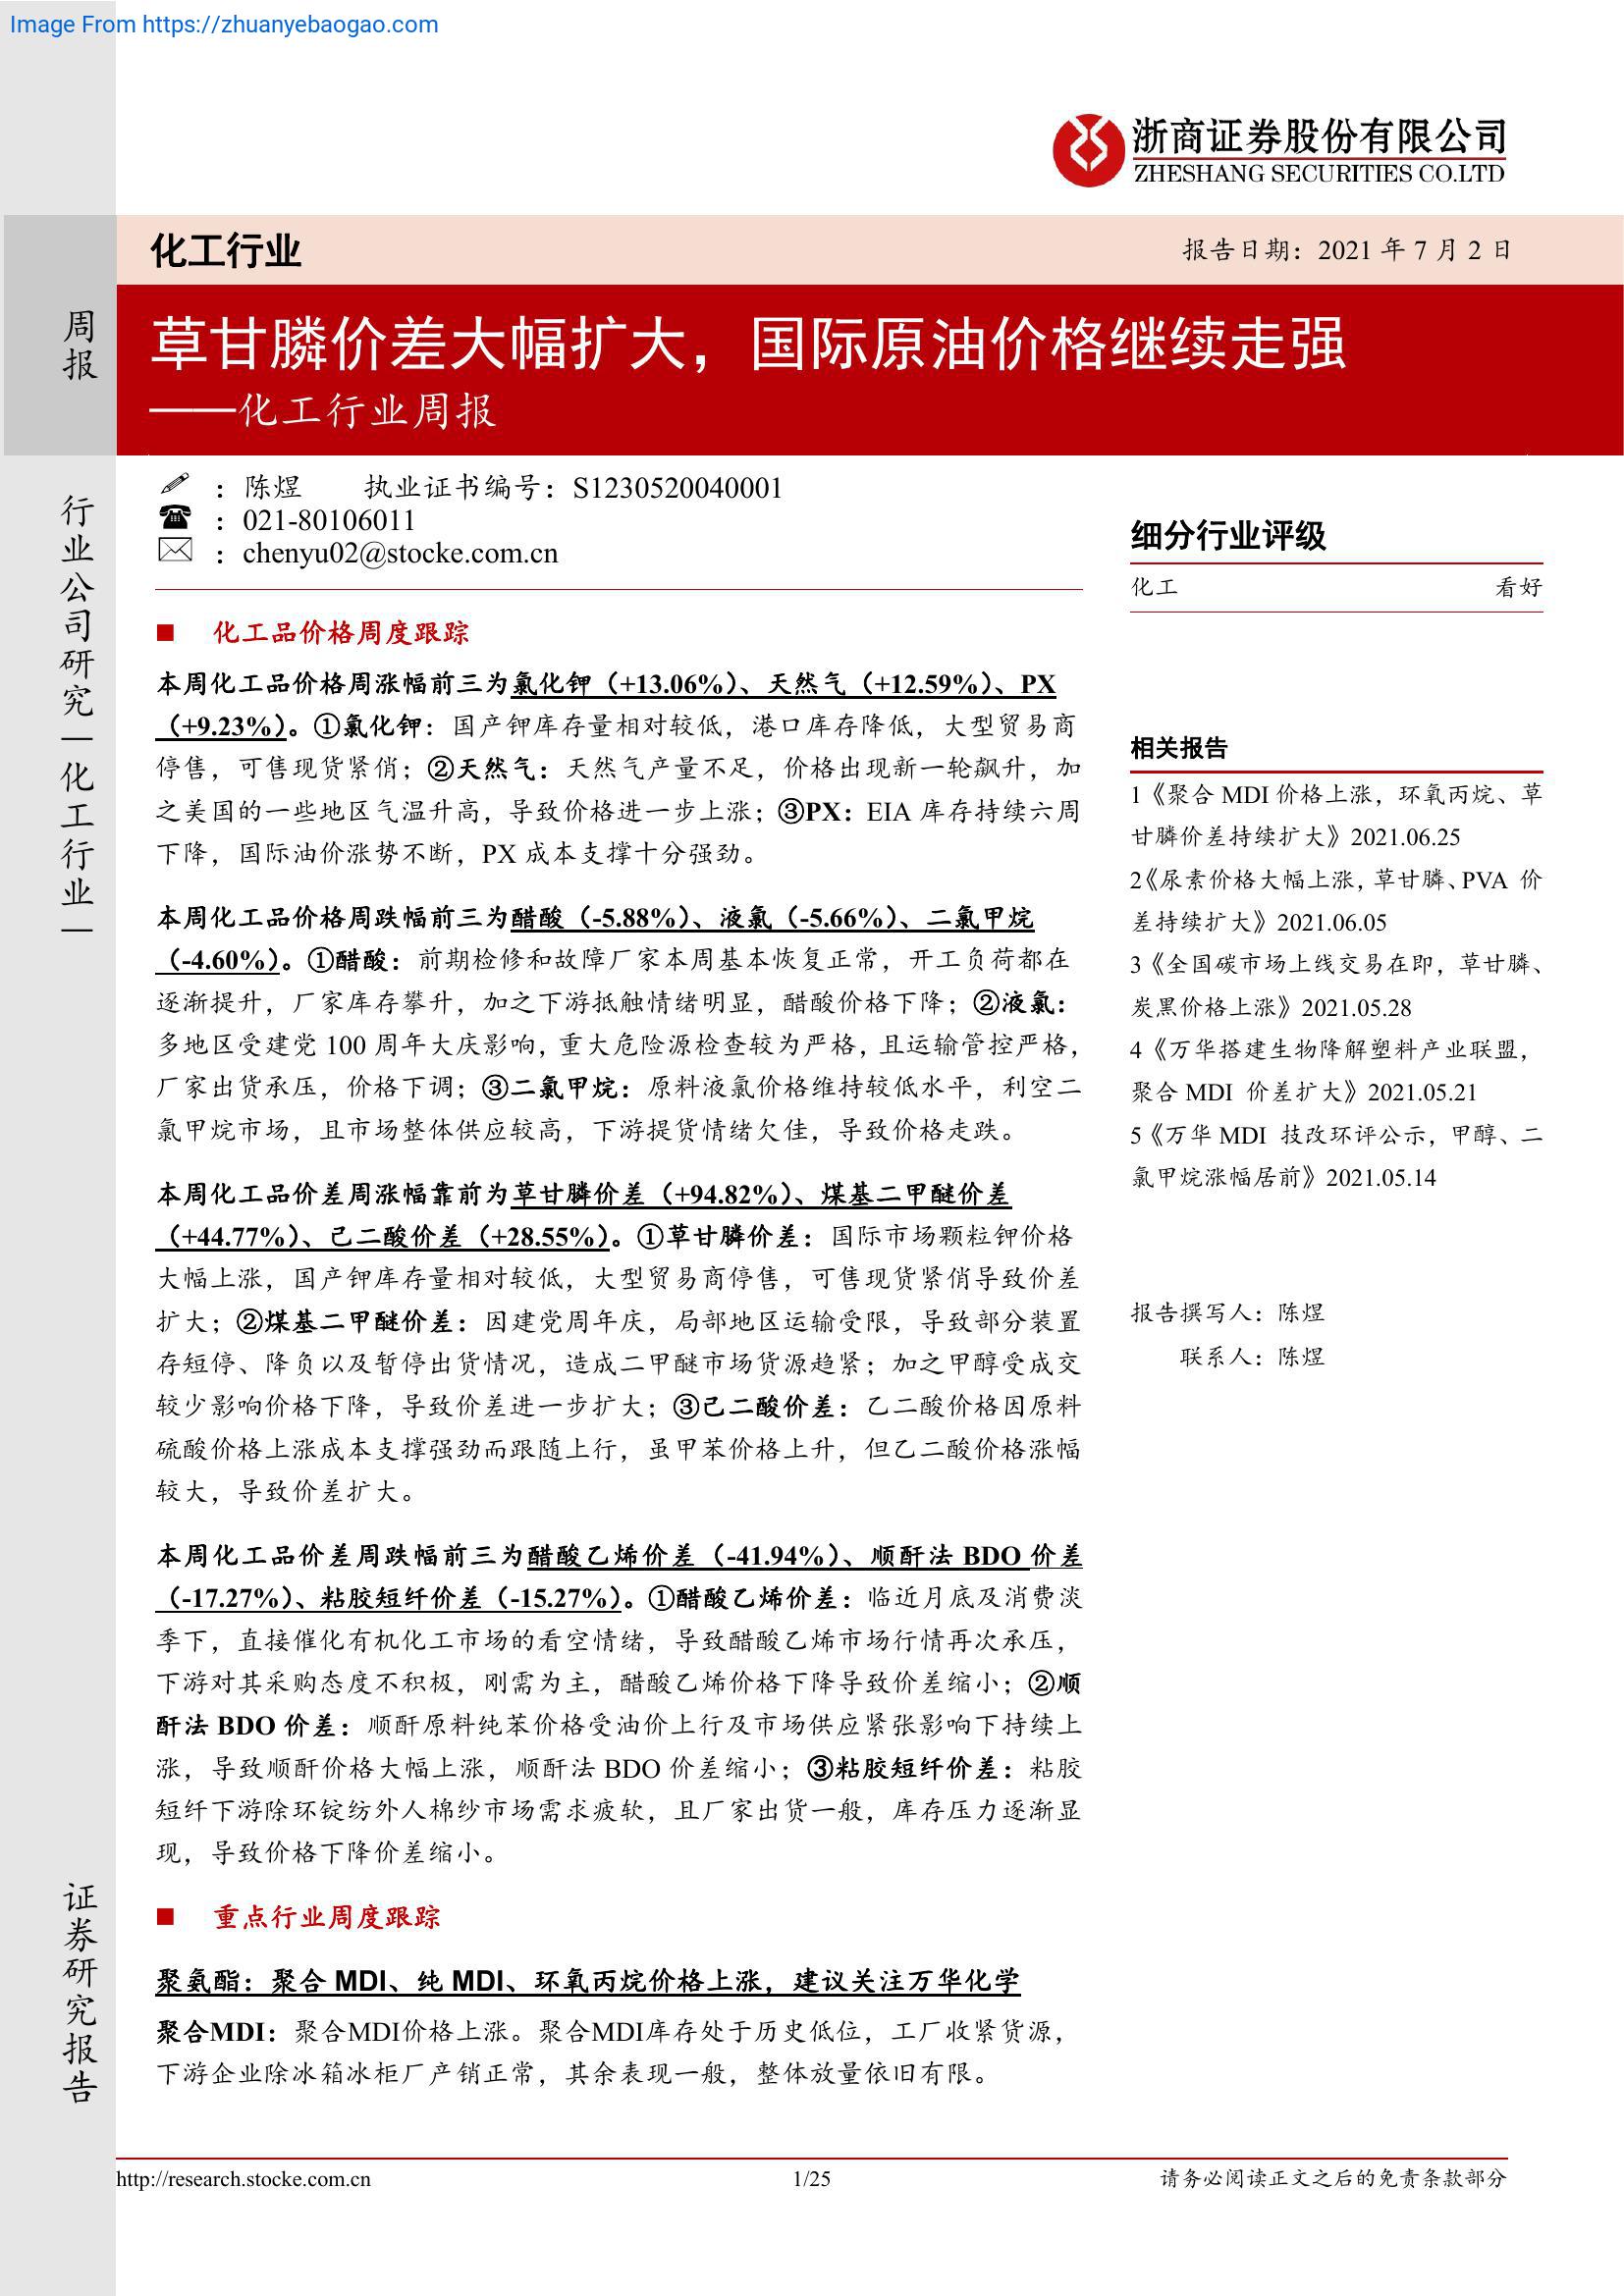 Image From https://zhuanyebaogao.com
浙商证券股份有限公司
ZHESHANG SECURITIES CO.LTD
化工行业
报告日期：2021 年 7 月 2 日
周报
草甘膦价差大幅扩大，国际原油价格继续走强
——化工行业周报
行业公司研究—化工行业—
：陈煜 执业证书编号：S1230520040001
：021-80106011
：chenyu02@stocke.com.cn
■ 化工品价格周度跟踪
本周化工品价格周涨幅前三为氯化钾（+13.06%）、天然气（+12.59%）、PX
（+9.23%）。①氯化钾：国产钾库存量相对较低，港口库存降低，大型贸易商
停售，可售现货紧俏；②天然气：天然气产量不足，价格出现新一轮飙升，加
之美国的一些地区气温升高，导致价格进一步上涨；③PX：EIA 库存持续六周
下降，国际油价涨势不断，PX 成本支撑十分强劲。
本周化工品价格周跌幅前三为醋酸（-5.88%）、液氯（-5.66%）、二氯甲烷
（-4.60%）。①醋酸：前期检修和故障厂家本周基本恢复正常，开工负荷都在
逐渐提升，厂家库存攀升，加之下游抵触情绪明显，醋酸价格下降；②液氯：
多地区受建党 100 周年大庆影响，重大危险源检查较为严格，且运输管控严格，
厂家出货承压，价格下调；③二氯甲烷：原料液氯价格维持较低水平，利空二
氯甲烷市场，且市场整体供应较高，下游提货情绪欠佳，导致价格走跌。
本周化工品价差周涨幅靠前为草甘膦价差（+94.82%）、煤基二甲醚价差
（+44.77%）、己二酸价差（+28.55%）。①草甘膦价差：国际市场颗粒钾价格
大幅上涨，国产钾库存量相对较低，大型贸易商停售，可售现货紧俏导致价差
扩大；②煤基二甲醚价差：因建党周年庆，局部地区运输受限，导致部分装置
存短停、降负以及暂停出货情况，造成二甲醚市场货源趋紧；加之甲醇受成交
较少影响价格下降，导致价差进一步扩大；③己二酸价差：乙二酸价格因原料
硫酸价格上涨成本支撑强劲而跟随上行，虽甲苯价格上升，但乙二酸价格涨幅
较大，导致价差扩大。
本周化工品价差周跌幅前三为醋酸乙烯价差（-41.94%）、顺酐法 BDO 价差
（-17.27%）、粘胶短纤价差（-15.27%）。①醋酸乙烯价差：临近月底及消费淡
季下，直接催化有机化工市场的看空情绪，导致醋酸乙烯市场行情再次承压，
下游对其采购态度不积极，刚需为主，醋酸乙烯价格下降导致价差缩小；②顺
酐法 BDO 价差：顺酐原料纯苯价格受油价上行及市场供应紧张影响下持续上
涨，导致顺酐价格大幅上涨，顺酐法 BDO 价差缩小；③粘胶短纤价差：粘胶
短纤下游除环锭纺外人棉纱市场需求疲软，且厂家出货一般，库存压力逐渐显
现，导致价格下降价差缩小。
■ 重点行业周度跟踪
聚氨酯：聚合 MDI、纯 MDI、环氧丙烷价格上涨，建议关注万华化学
聚合MDI：聚合MDI价格上涨。聚合MDI库存处于历史低位，工厂收紧货源，
下游企业除冰箱冰柜厂产销正常，其余表现一般，整体放量依旧有限。
细分行业评级
化工 看好
相关报告
1《聚合 MDI 价格上涨，环氧丙烷、草
甘膦价差持续扩大》2021.06.25
2《尿素价格大幅上涨，草甘膦、PVA 价
差持续扩大》2021.06.05
3《全国碳市场上线交易在即，草甘膦、
炭黑价格上涨》2021.05.28
4《万华搭建生物降解塑料产业联盟，
聚合 MDI 价差扩大》2021.05.21
5《万华 MDI 技改环评公示，甲醇、二
氯甲烷涨幅居前》2021.05.14
报告撰写人：陈煜
联系人：陈煜
证券研究报告
http://research.stocke.com.cn
1/25
请务必阅读正文之后的免责条款部分